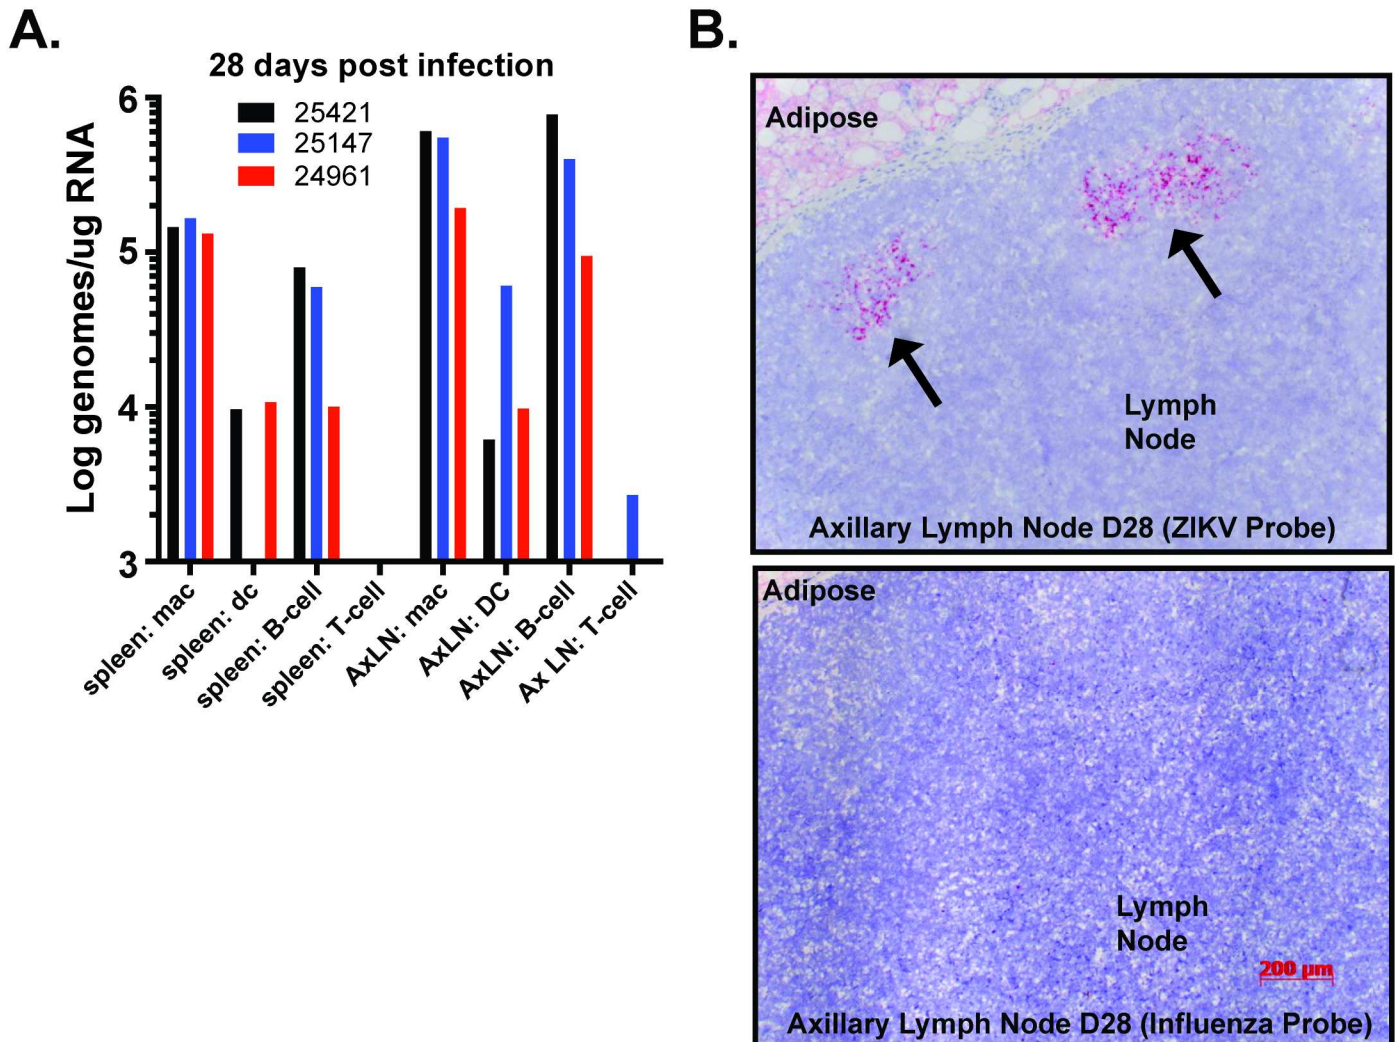 A.
28 days post infection
25421
25147
24961
Log genomes/ug RNA
6
5
4
3
spleen: mac
spleen: dc
spleen: B-cell
spleen: T-cell
AxLN: mac
AxLN: DC
AxLN: B-cell
Ax LN: T-cell
B.
Adipose
Lymph
Node
Axillary Lymph Node D28 (ZIKV Probe)
Adipose
Lymph
Node
200 µm
Axillary Lymph Node D28 (Influenza Probe)